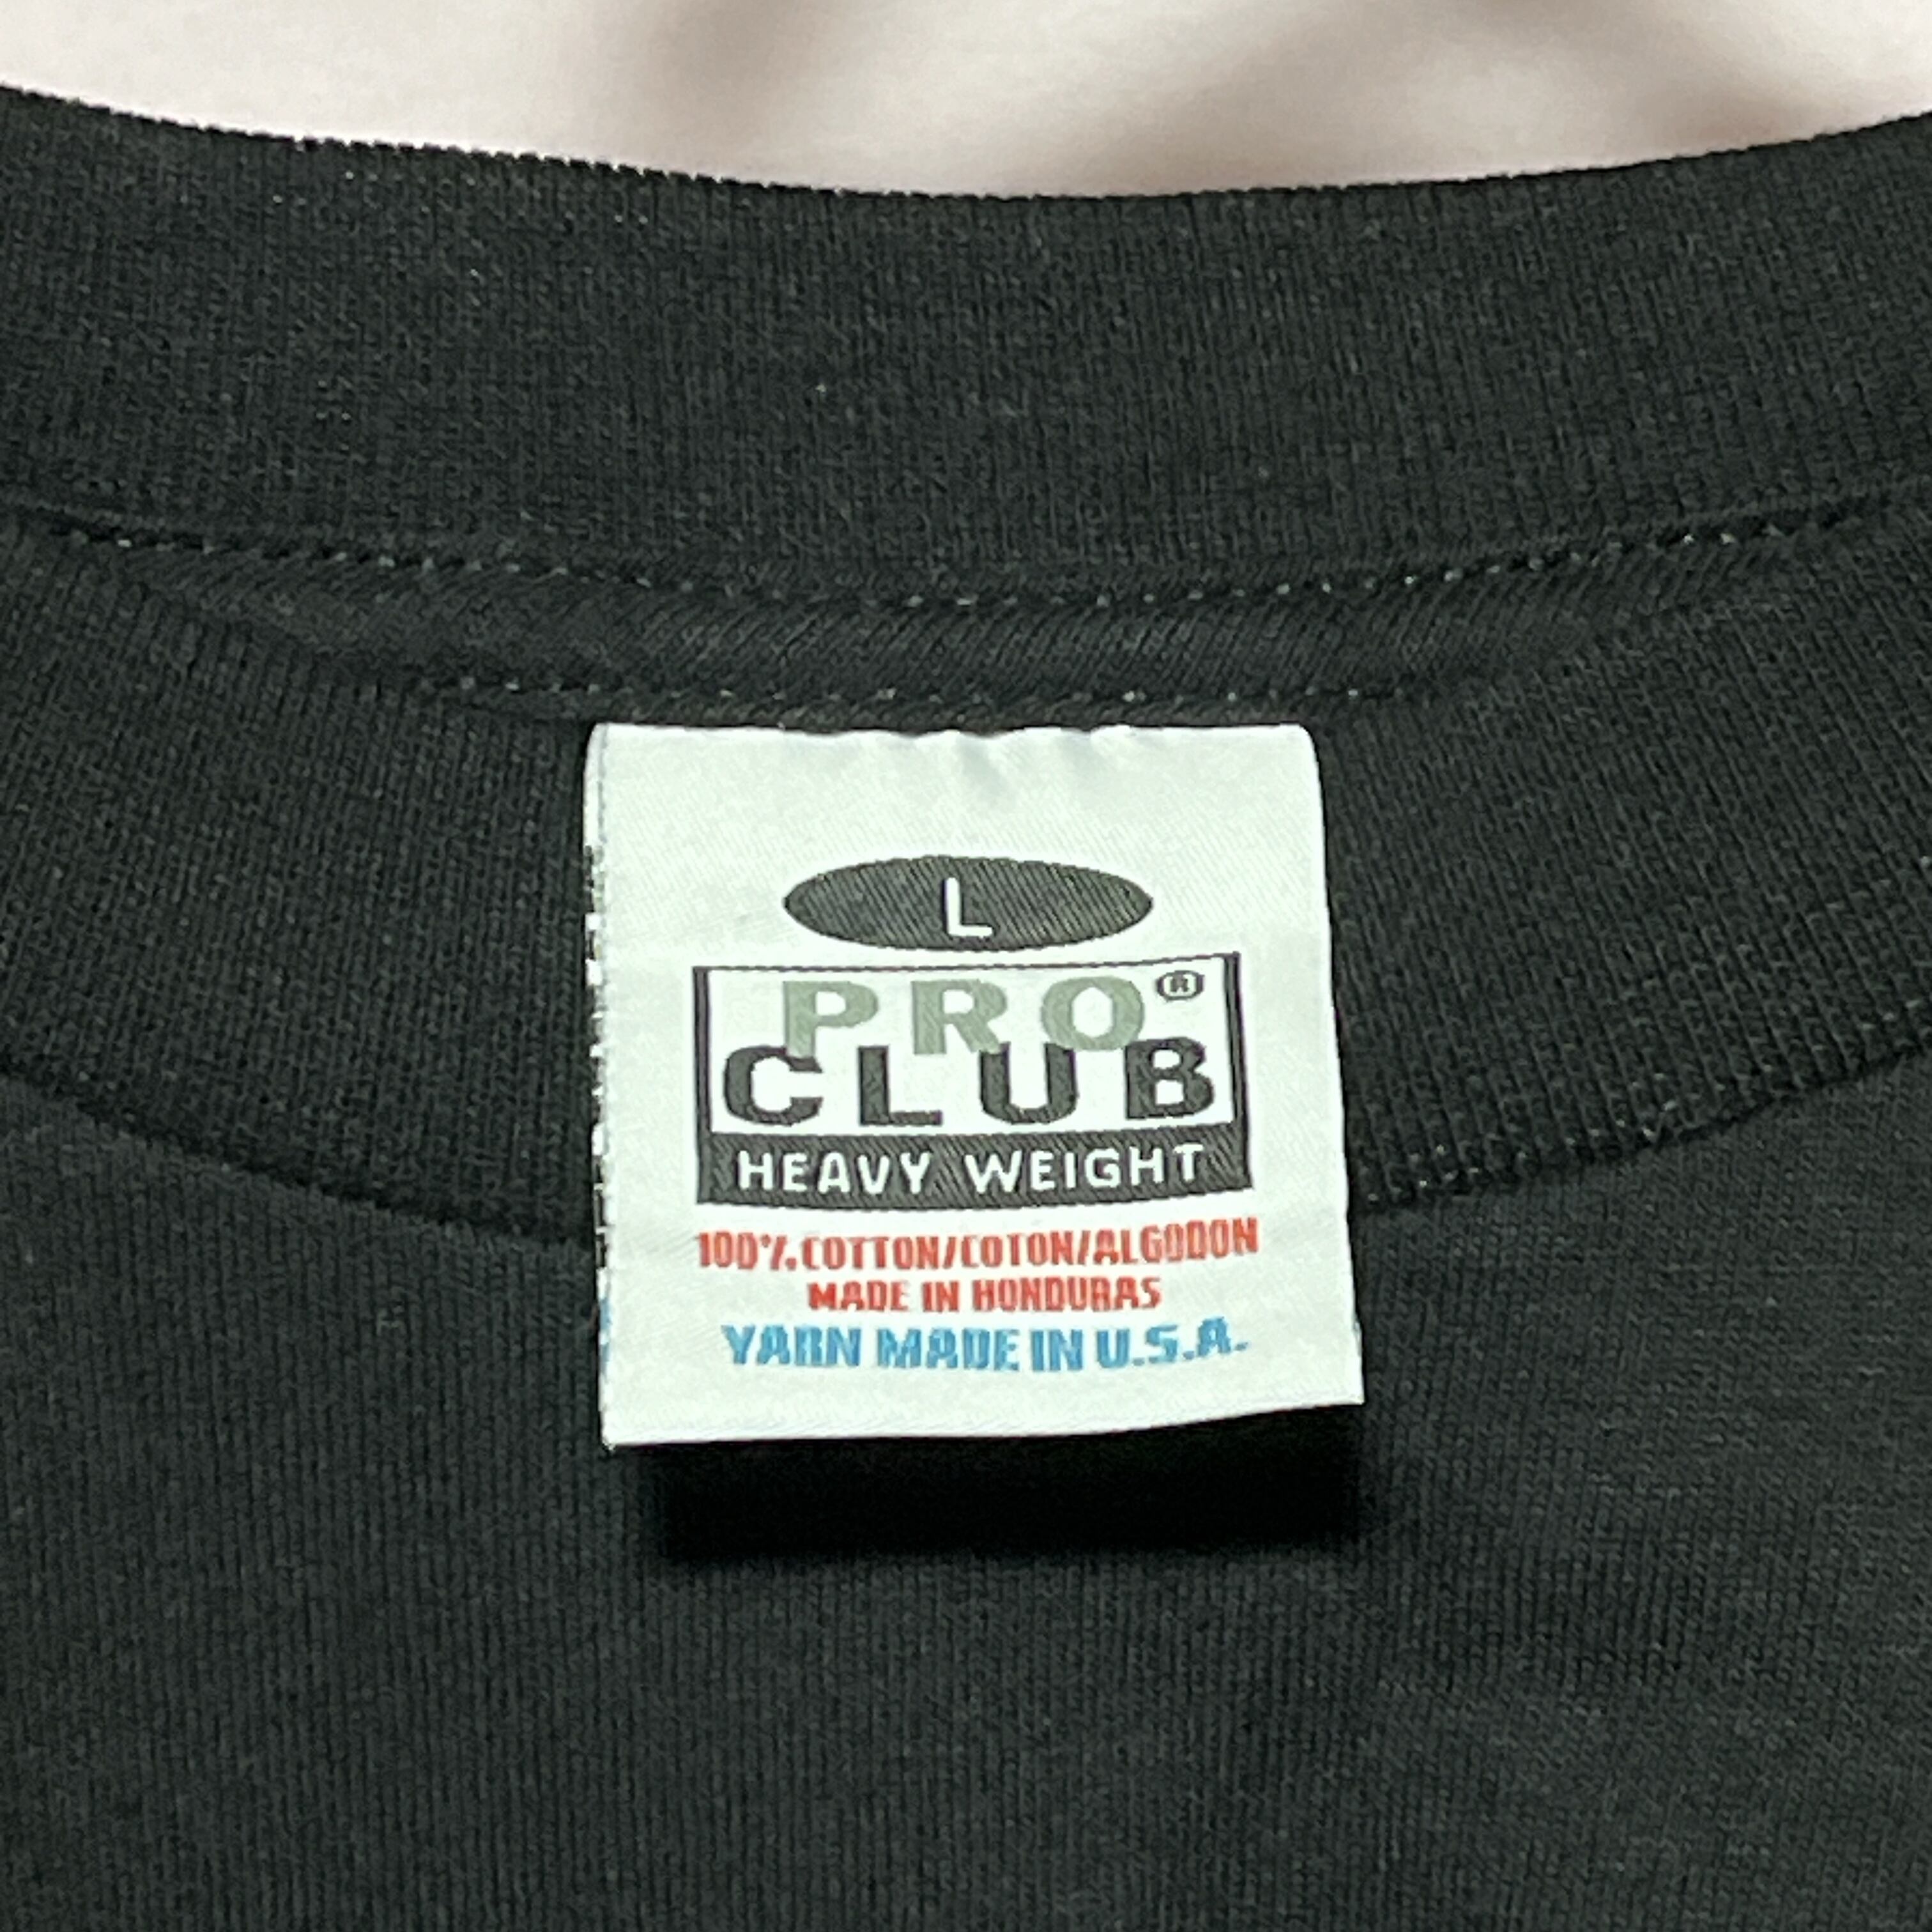 L
PRO®
CLUB
HEAVY WEIGHT
100%COTTON/COTON/ALGODON
MADE IN HONDURAS
YARN MADE IN U.S.A.